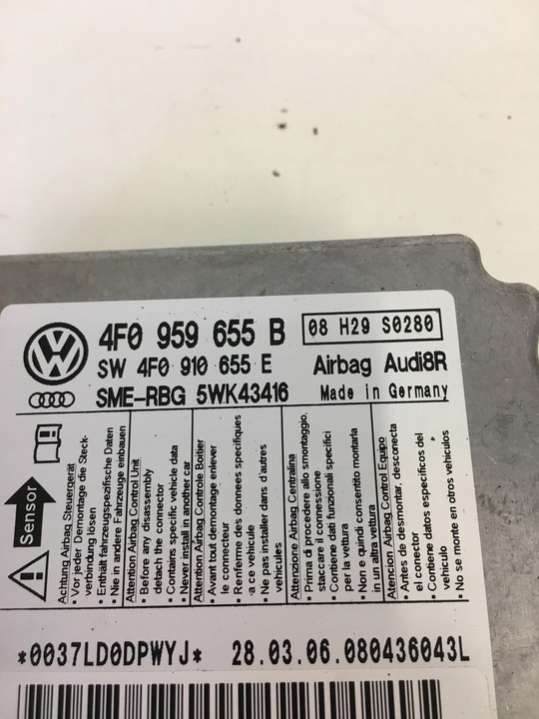 4F0 959 655 B
08 H29 S0280
SW 4F0 910 655 E
Airbag Audi8R
SME-RBG 5WK43416
Made in Germany
Sensor
Achtung Airbag Steuergerät
• Vor jeder Demontage die Steck-
verbindung lösen
• Enthält fahrzeugspezifische Daten
• Nie in andere Fahrzeuge einbauen
Attention Airbag Control Unit
• Before any disassembly
detach the connector
• Contains specific vehicle data
• Never install in another car
Attention Airbag Controle Boitier
• Avant tout demontage enlever
le connecteur
• Renferme des donnees specifiques
a ce vehicule
• Ne pas installer dans d'autres
vehicules
Attenzione Airbag Centralina
• Prima di procedere allo smontaggio,
staccare il connessione
• Contiene dati funzionali specifici
per la vettura
• Non e quindi consentito montarla
in un altra vettura
Atencion Airbag Control Equipo
• Antes de desmontar, desconecta
el conector
• Contiene datos especificos del
vehiculo
• No se monte en otros vehiculos
*0037LD0DPWYJ*
28.03.06.080436043L